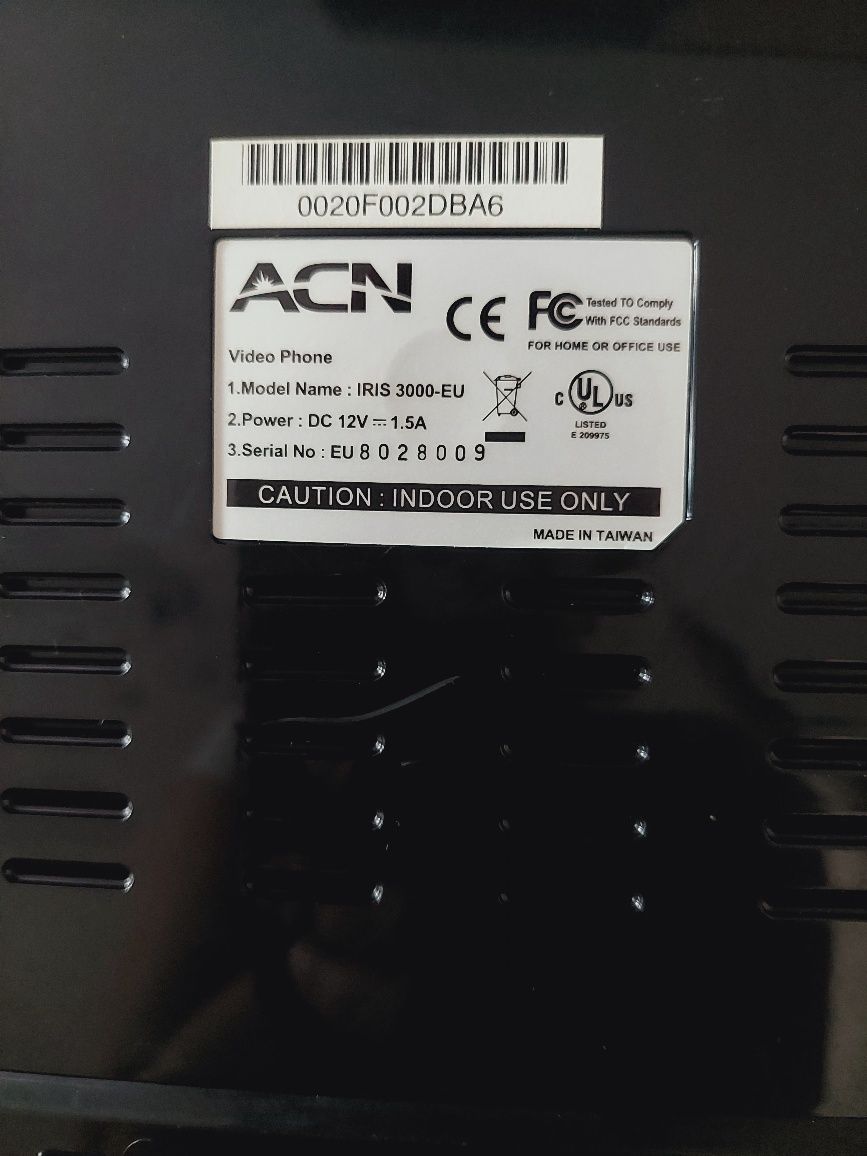 0020F002DBA6
ACN
CE FC Tested TO Comply
With FCC Standards
FOR HOME OR OFFICE USE
Video Phone
1.Model Name : IRIS 3000-EU
2.Power : DC 12V ⎓ 1.5A
3.Serial No : EU 8 0 2 8 0 0 9
C UL US
LISTED
E 209975
CAUTION : INDOOR USE ONLY
MADE IN TAIWAN